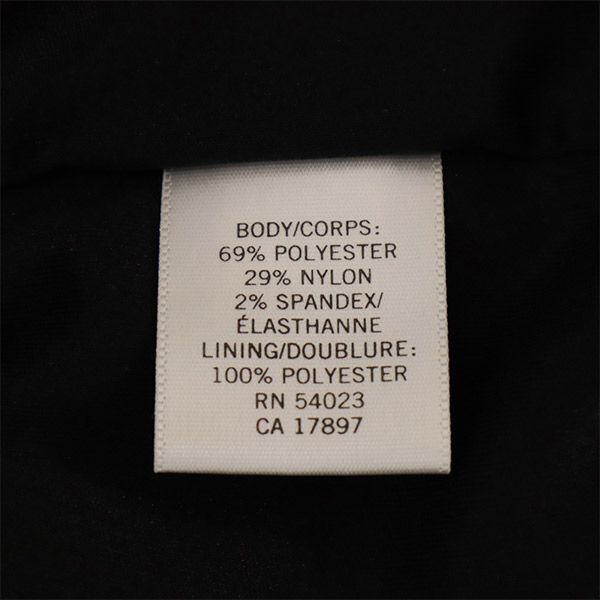 BODY/CORPS:
69% POLYESTER
29% NYLON
2% SPANDEX/
ÉLASTHANNE
LINING/DOUBLURE:
100% POLYESTER
RN 54023
CA 17897